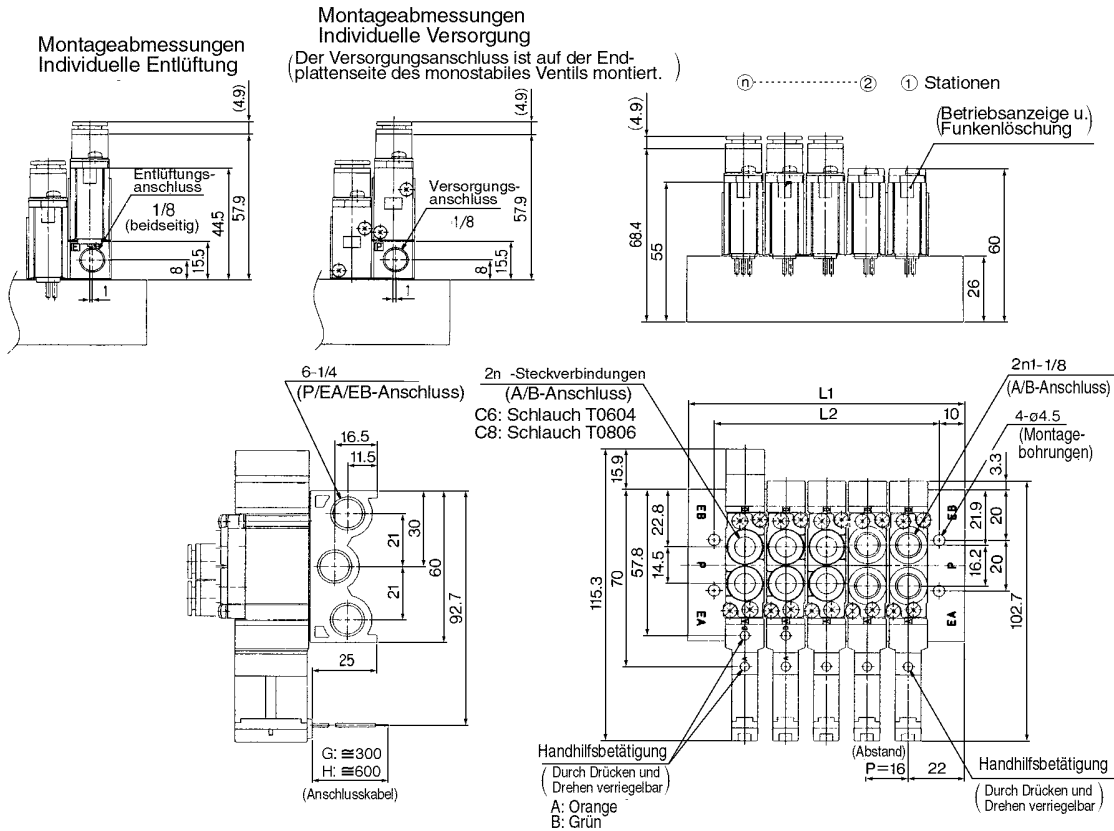 Montageabmessungen
Individuelle Entlüftung
Montageabmessungen
Individuelle Versorgung
(Der Versorgungsanschluss ist auf der End-
plattenseite des monostabiles Ventils montiert.)
(4.9)
Entlüftungs-
anschluss
1/8
(beidseitig)
44.5
57.9
15.5
8
1
(4.9)
Versorgungs-
anschluss
1/8
57.9
15.5
8
1
n 2 1 Stationen
(Betriebsanzeige u.
Funkenlöschung)
(4.9)
68.4
55
60
26
6-1/4
(P/EA/EB-Anschluss)
16.5
11.5
21
21
30
60
92.7
25
G: ≅300
H: ≅600
(Anschlusskabel)
2n -Steckverbindungen
(A/B-Anschluss)
C6: Schlauch T0604
C8: Schlauch T0806
2n1-1/8
(A/B-Anschluss)
4-ø4.5
(Montage-
bohrungen)
L1
L2
10
3.3
15.9
22.8
14.5
57.8
70
115.3
EB
P
EA
EB
P
EA
21.9
16.2
20
20
102.7
Handhilfsbetätigung
(Durch Drücken und
Drehen verriegelbar)
A: Orange
B: Grün
(Abstand)
P=16
22
Handhilfsbetätigung
(Durch Drücken und
Drehen verriegelbar)